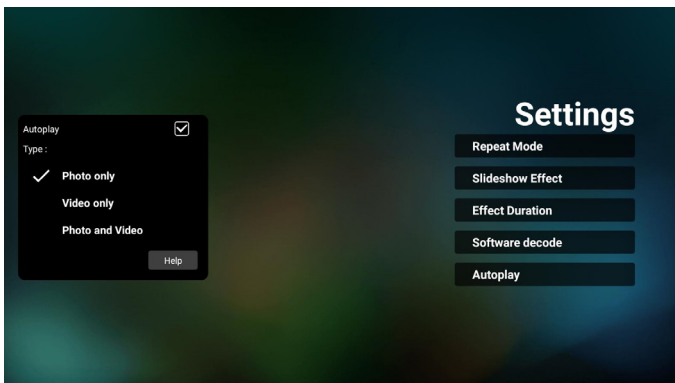 Settings
Autoplay
Type :
Photo only
Video only
Photo and Video
Help
Repeat Mode
Slideshow Effect
Effect Duration
Software decode
Autoplay